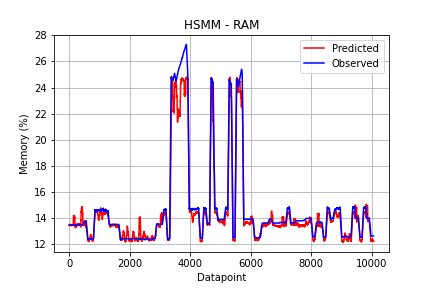 HSMM - RAM
Predicted
Observed
Memory (%)
28
26
24
22
20
18
16
14
12
0 2000 4000 6000 8000 10000
Datapoint